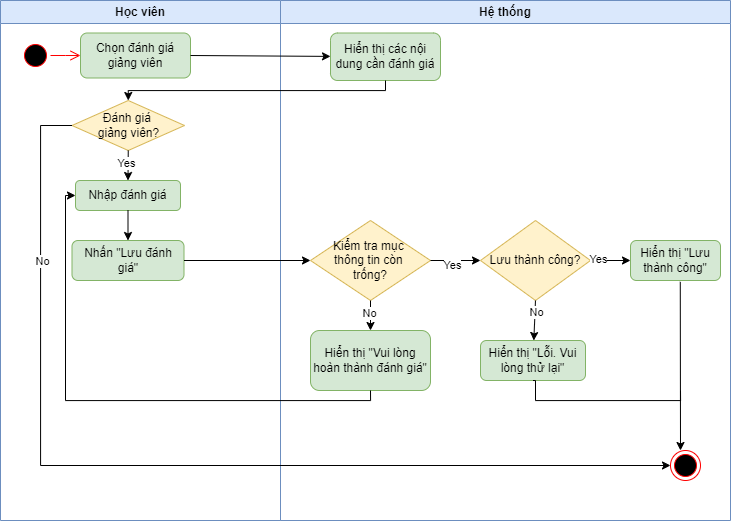 Học viên
Hệ thống
Chọn đánh giá
giảng viên
Hiển thị các nội
dung cần đánh giá
Đánh giá
giảng viên?
Yes
Nhập đánh giá
No
Nhấn "Lưu đánh
giá"
Kiểm tra mục
thông tin còn
trống?
Yes
Lưu thành công?
Yes
Hiển thị "Lưu
thành công"
No
No
Hiển thị "Vui lòng
hoàn thành đánh giá"
Hiển thị "Lỗi. Vui
lòng thử lại"